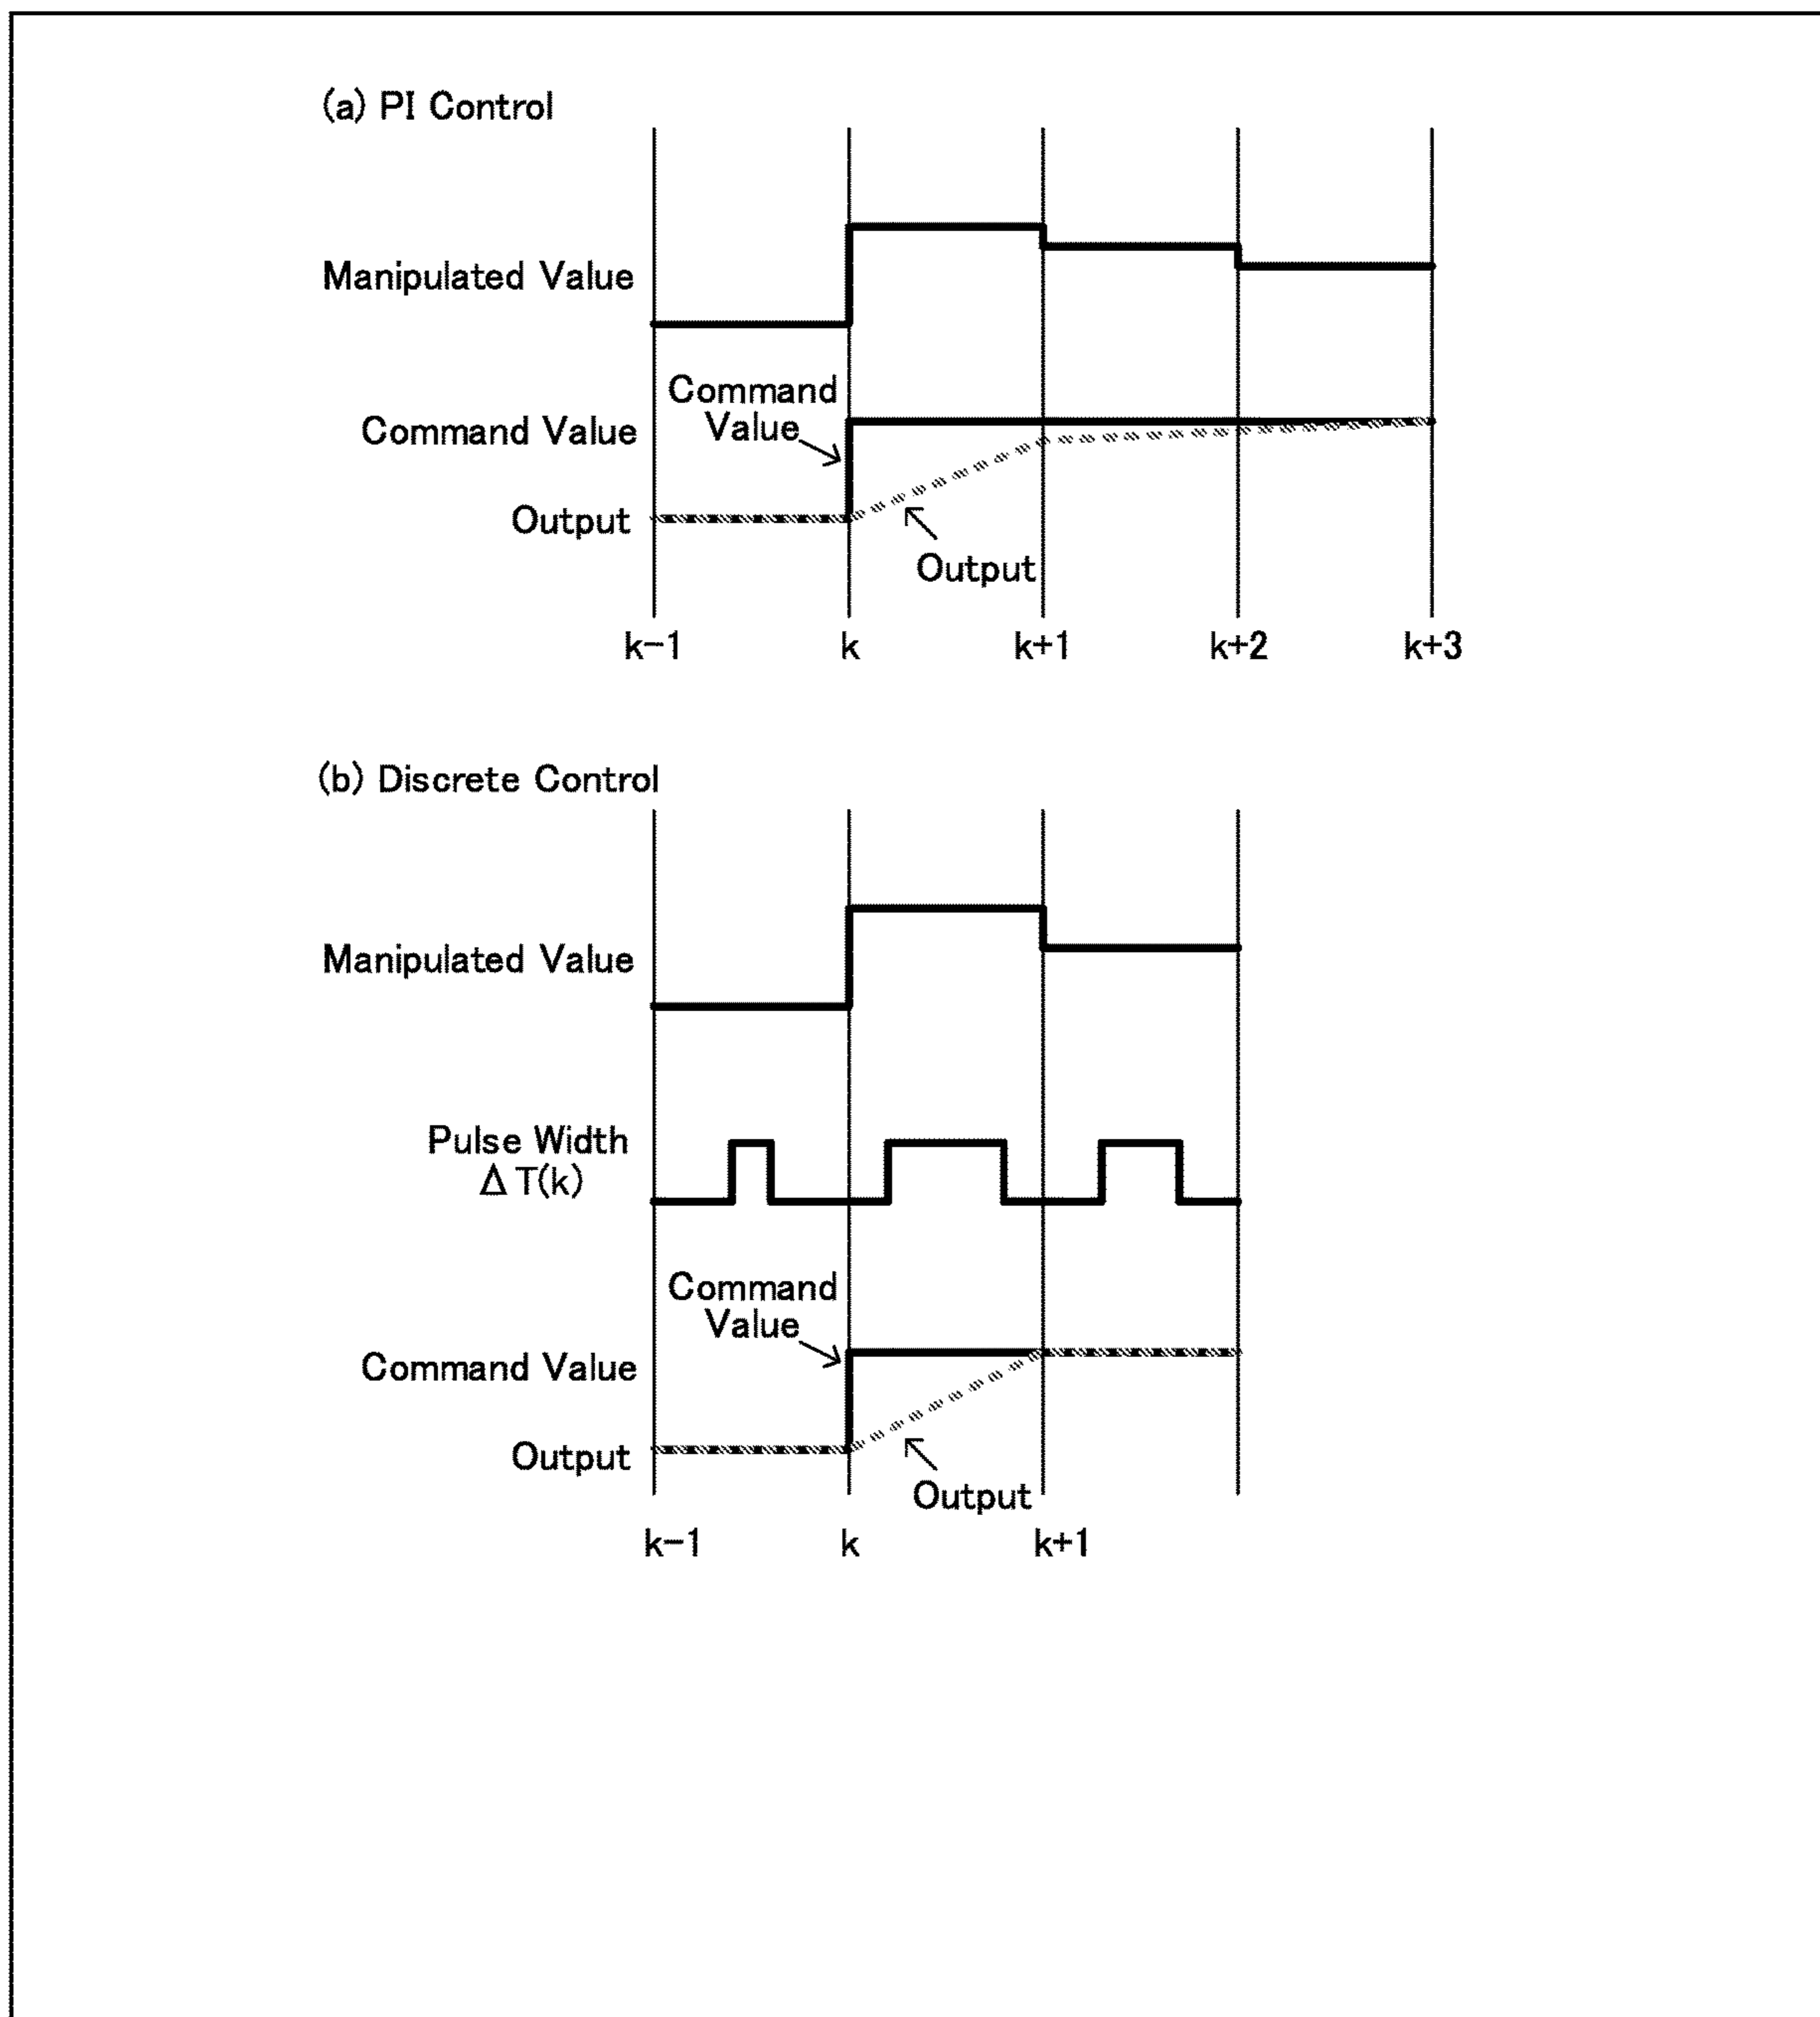 (a) PI Control
Manipulated Value
Command
Value
Command Value
Output
Output
k-1 k k+1 k+2 k+3
(b) Discrete Control
Manipulated Value
Pulse Width
Δ T(k)
Command
Value
Command Value
Output
Output
k-1 k k+1